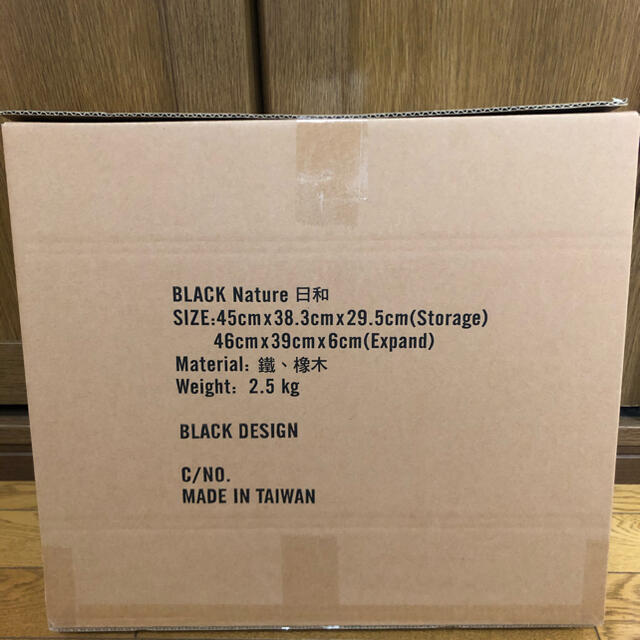 BLACK Nature 日和
SIZE:45cmx38.3cmx29.5cm(Storage)
46cmx39cmx6cm(Expand)
Material: 鐵、橡木
Weight: 2.5 kg
BLACK DESIGN
C/NO.
MADE IN TAIWAN